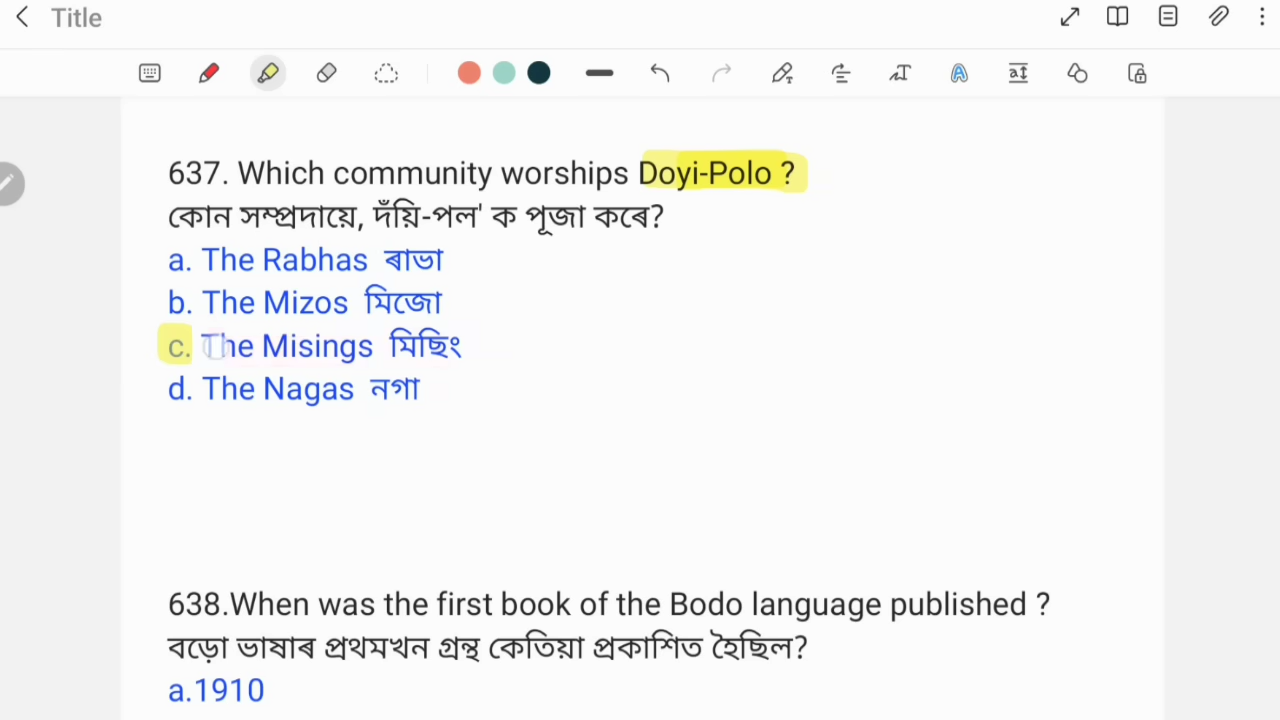 Title
637. Which community worships Doyi-Polo ?
কোন সম্প্ৰদায়ে, দঁয়ি-পল' ক পূজা কৰে?
a. The Rabhas ৰাভা
b. The Mizos মিজো
c. The Misings মিছিং
d. The Nagas নগা
638.When was the first book of the Bodo language published ?
বড়ো ভাষাৰ প্ৰথমখন গ্ৰন্থ কেতিয়া প্ৰকাশিত হৈছিল?
a.1910